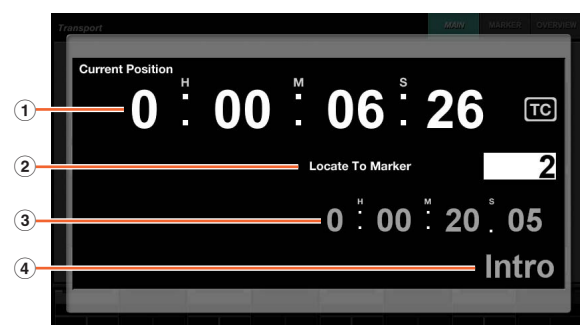 Transport MAIN MARKER OVERVIEW
Current Position
H M S
1 0 : 00 : 06 : 26 TC
2 Locate To Marker 2
H M S
3 0 : 00 : 20 . 05
4 Intro